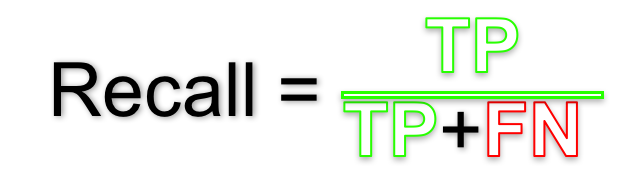 TP
Recall =
TP+FN